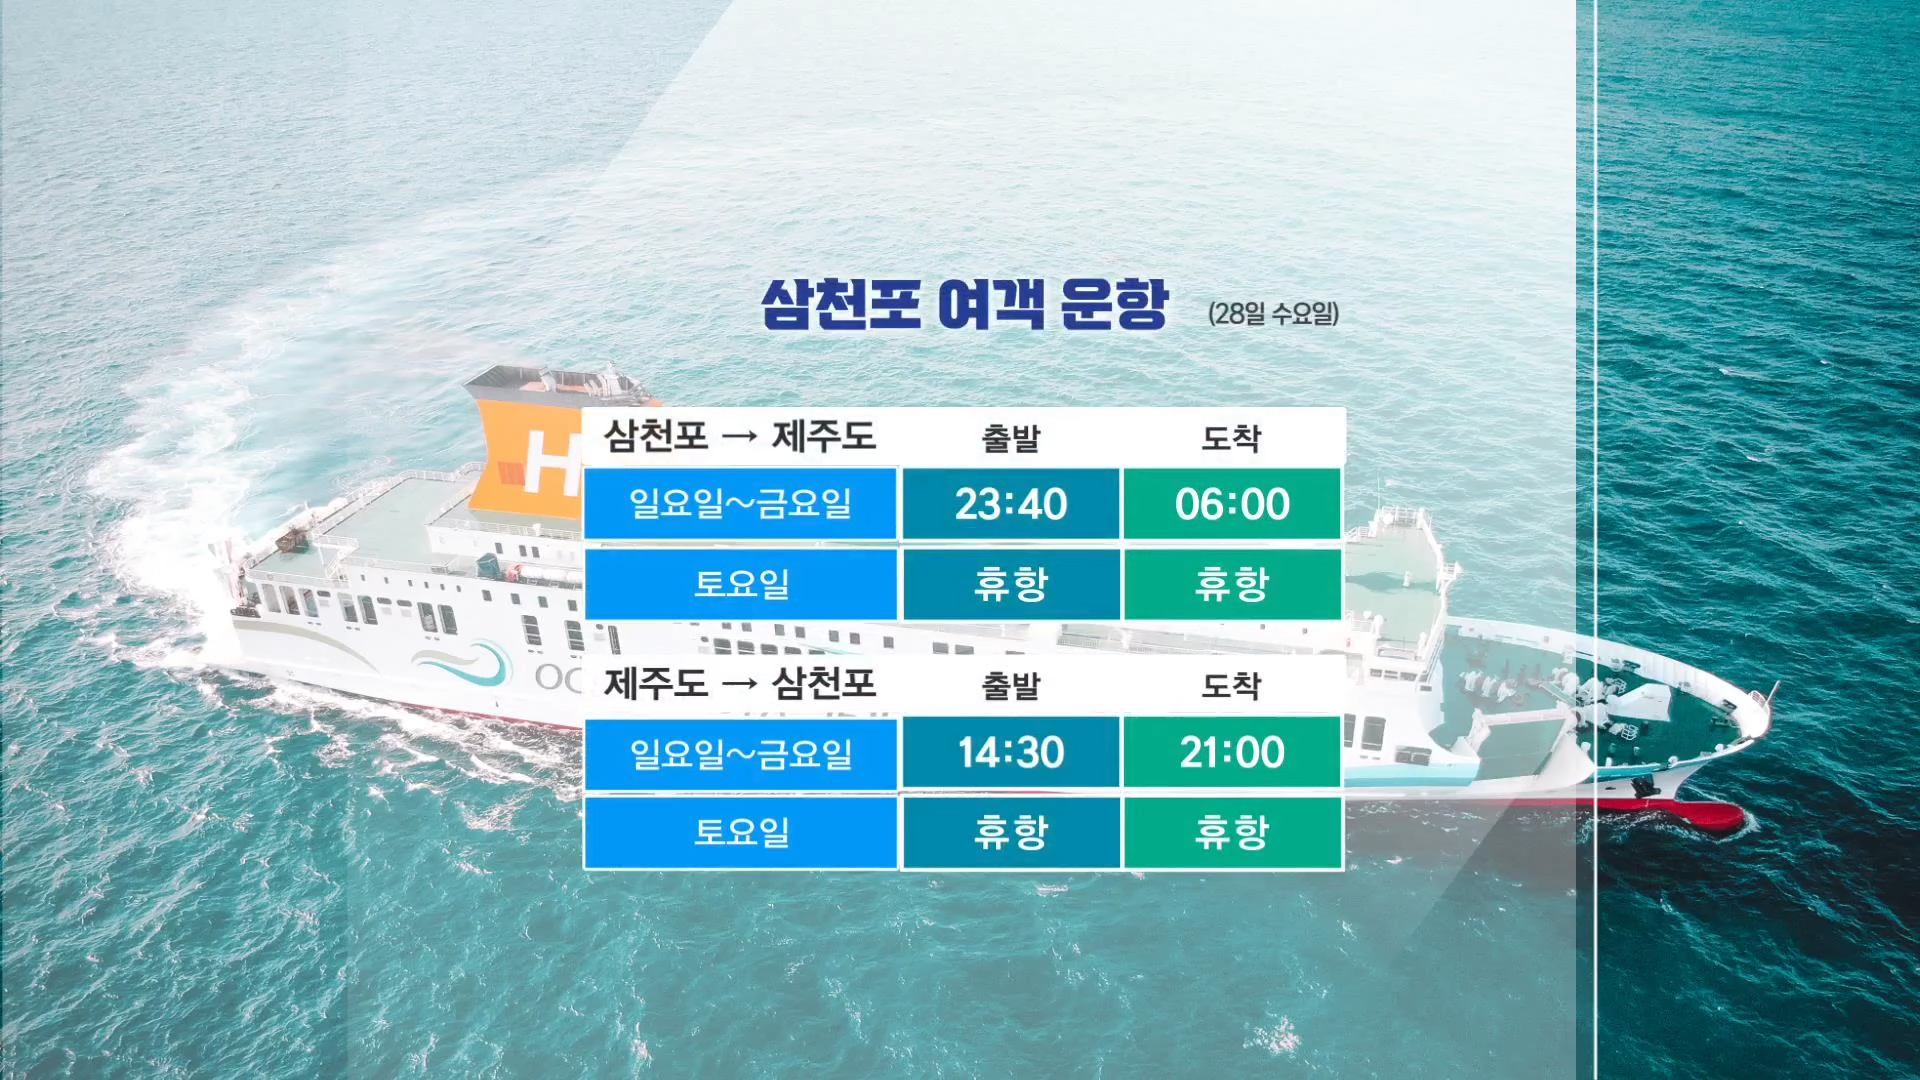 삼천포 여객 운항 (28일 수요일)
삼천포 → 제주도 출발 도착
일요일~금요일 23:40 06:00
토요일 휴항 휴항
제주도 → 삼천포 출발 도착
일요일~금요일 14:30 21:00
토요일 휴항 휴항